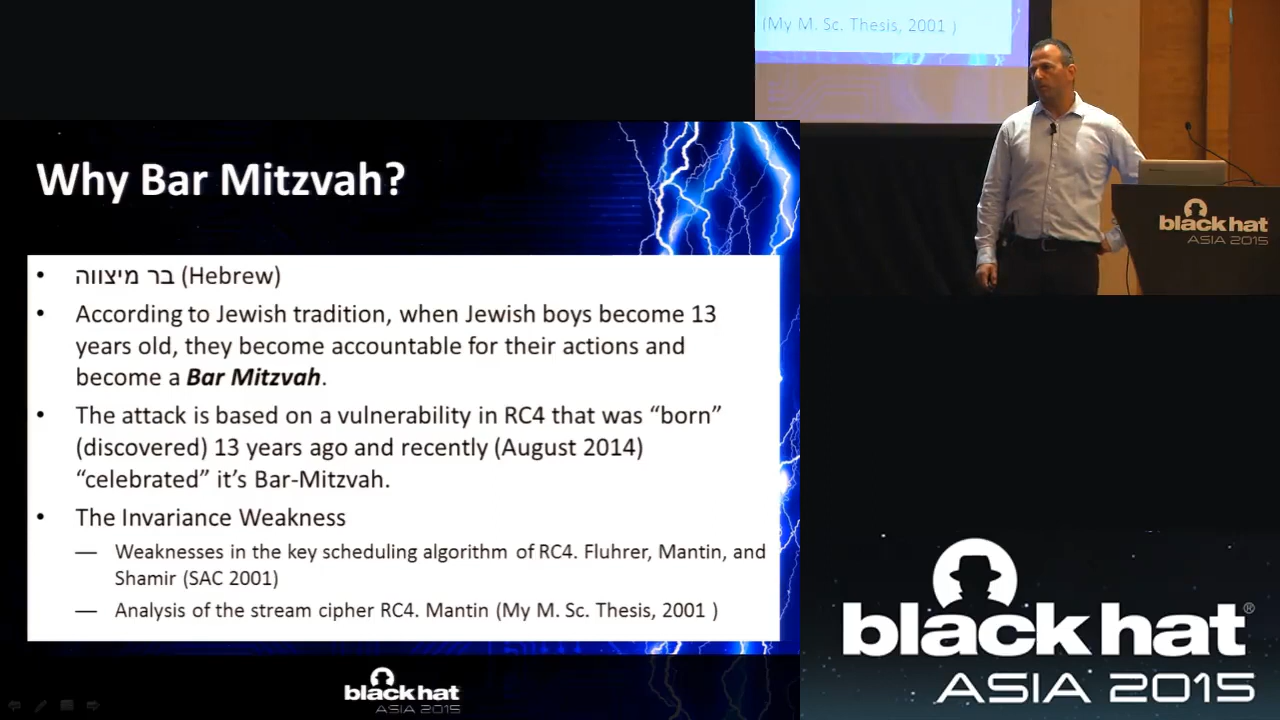 (My M. Sc. Thesis, 2001 )
Why Bar Mitzvah?
• בר מיצווה (Hebrew)
• According to Jewish tradition, when Jewish boys become 13
years old, they become accountable for their actions and
become a Bar Mitzvah.
• The attack is based on a vulnerability in RC4 that was “born”
(discovered) 13 years ago and recently (August 2014)
“celebrated” it’s Bar-Mitzvah.
• The Invariance Weakness
— Weaknesses in the key scheduling algorithm of RC4. Fluhrer, Mantin, and
Shamir (SAC 2001)
— Analysis of the stream cipher RC4. Mantin (My M. Sc. Thesis, 2001 )
black hat
ASIA 2015
black hat
ASIA 2015
black hat®
ASIA 2015